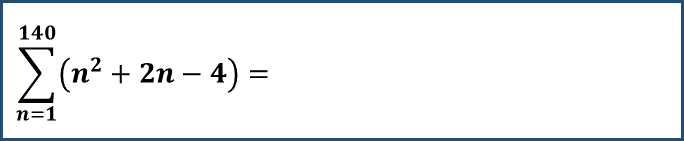 140
∑(n² + 2n − 4) =
n=1